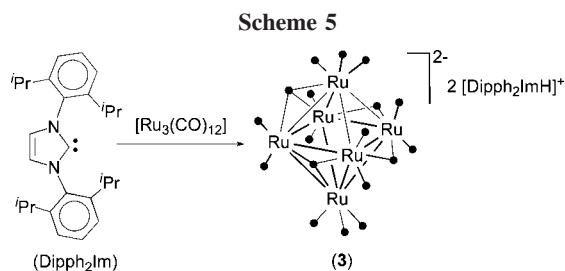 Scheme 5
iPr
iPr
N
N
:
iPr
iPr
(Dipph2Im)
[Ru3(CO)12]
Ru
Ru
Ru
Ru
Ru
Ru
2-
2 [Dipph2ImH]+
(3)